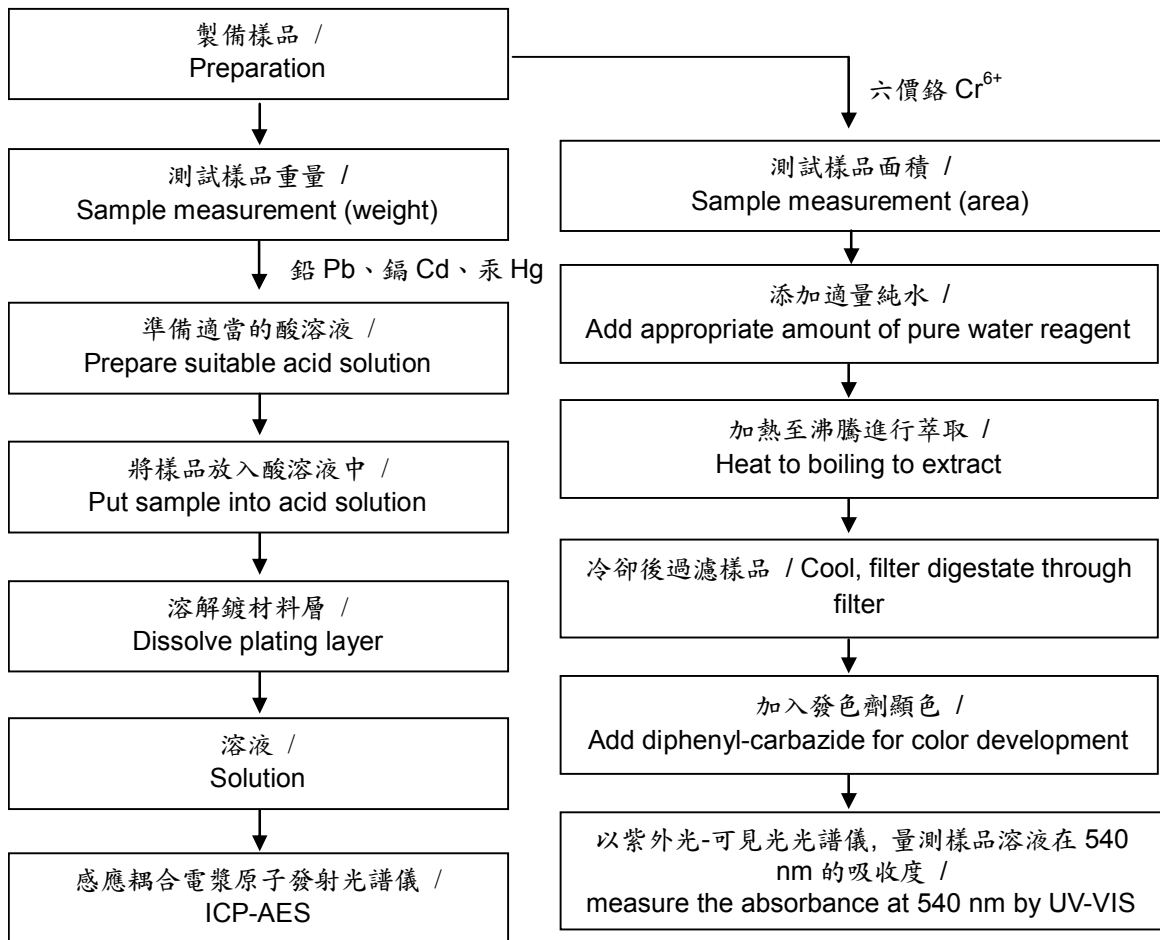 製備樣品 /
Preparation
六價鉻 Cr⁶⁺
測試樣品重量 /
Sample measurement (weight)
鉛 Pb、鎘 Cd、汞 Hg
準備適當的酸溶液 /
Prepare suitable acid solution
將樣品放入酸溶液中 /
Put sample into acid solution
溶解鍍材料層 /
Dissolve plating layer
溶液 /
Solution
感應耦合電漿原子發射光譜儀 /
ICP-AES
測試樣品面積 /
Sample measurement (area)
添加適量純水 /
Add appropriate amount of pure water reagent
加熱至沸騰進行萃取 /
Heat to boiling to extract
冷卻後過濾樣品 / Cool, filter digestate through
filter
加入發色劑顯色 /
Add diphenyl-carbazide for color development
以紫外光-可見光光譜儀, 量測樣品溶液在 540
nm 的吸收度 /
measure the absorbance at 540 nm by UV-VIS